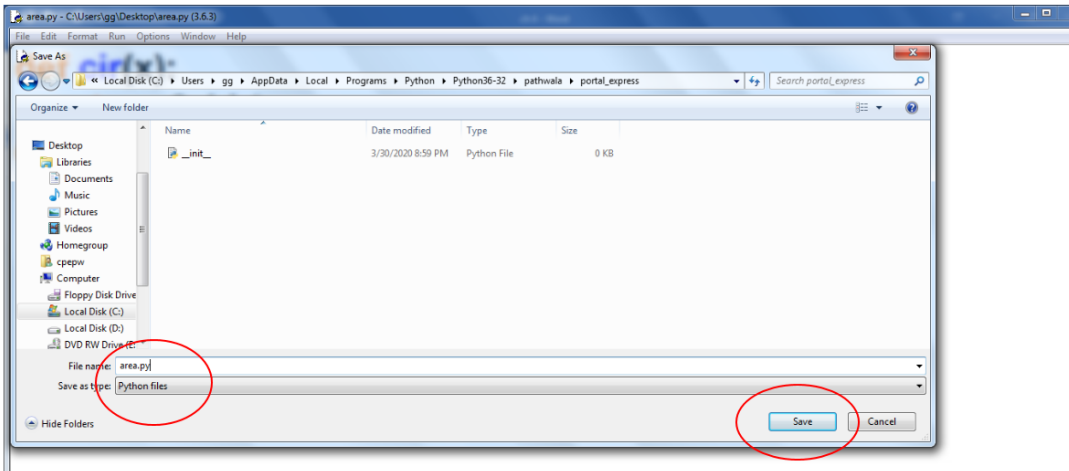 area.py - C:\Users\gg\Desktop\area.py (3.6.3)
File Edit Format Run Options Window Help
cir(x):
Save As
« Local Disk (C:) ▸ Users ▸ gg ▸ AppData ▸ Local ▸ Programs ▸ Python ▸ Python36-32 ▸ pathwala ▸ portal_express
Search portal_express
Organize New folder
Name Date modified Type Size
__init__ 3/30/2020 8:59 PM Python File 0 KB
Desktop
Libraries
Documents
Music
Pictures
Videos
Homegroup
cpepw
Computer
Floppy Disk Drive
Local Disk (C:)
Local Disk (D:)
DVD RW Drive (E:
File name: area.py
Save as type: Python files
Hide Folders
Save Cancel